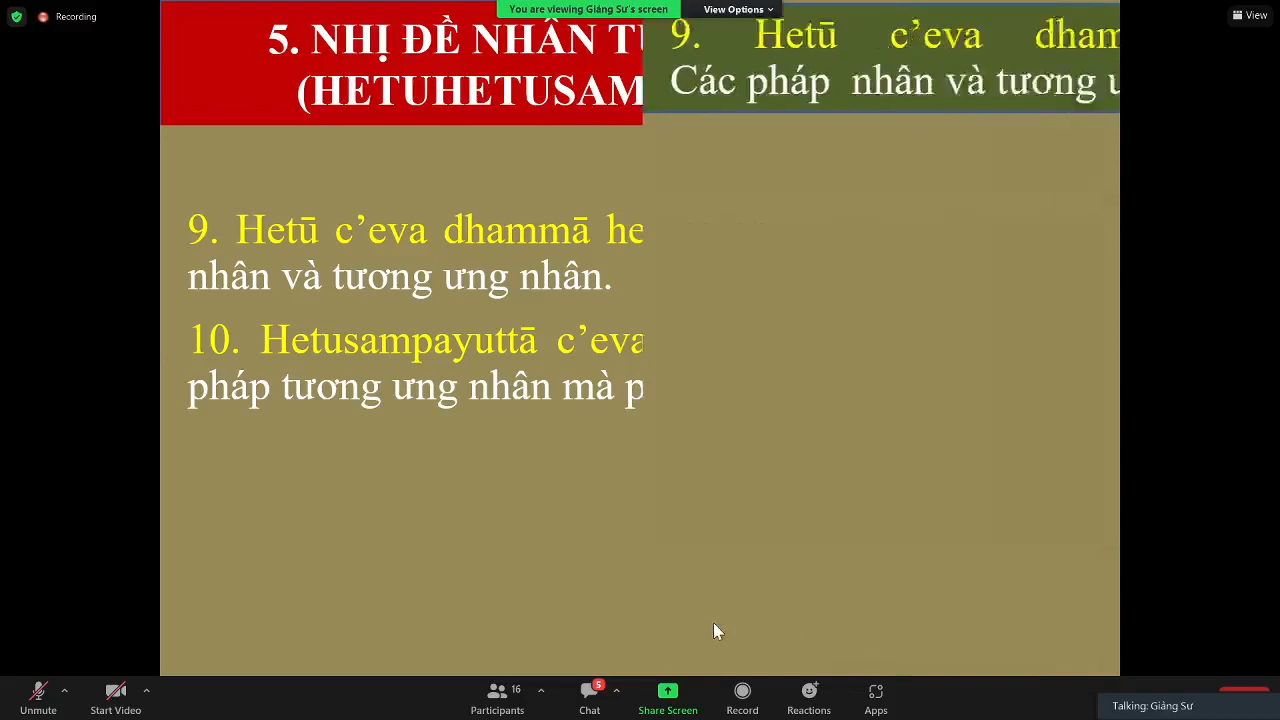 You are viewing Giảng Sư's screen
View Options
Recording
View
5. NHỊ ĐỀ NHÂN
(HETUHETUSAM
9. Hetū c’eva dham
Các pháp nhân và tương
9. Hetū c’eva dhammā he
nhân và tương ưng nhân.
10. Hetusampayuttā c’eva
pháp tương ưng nhân mà p
Unmute
Start Video
16
Participants
5
Chat
Share Screen
Record
Reactions
Apps
Talking: Giảng Sư